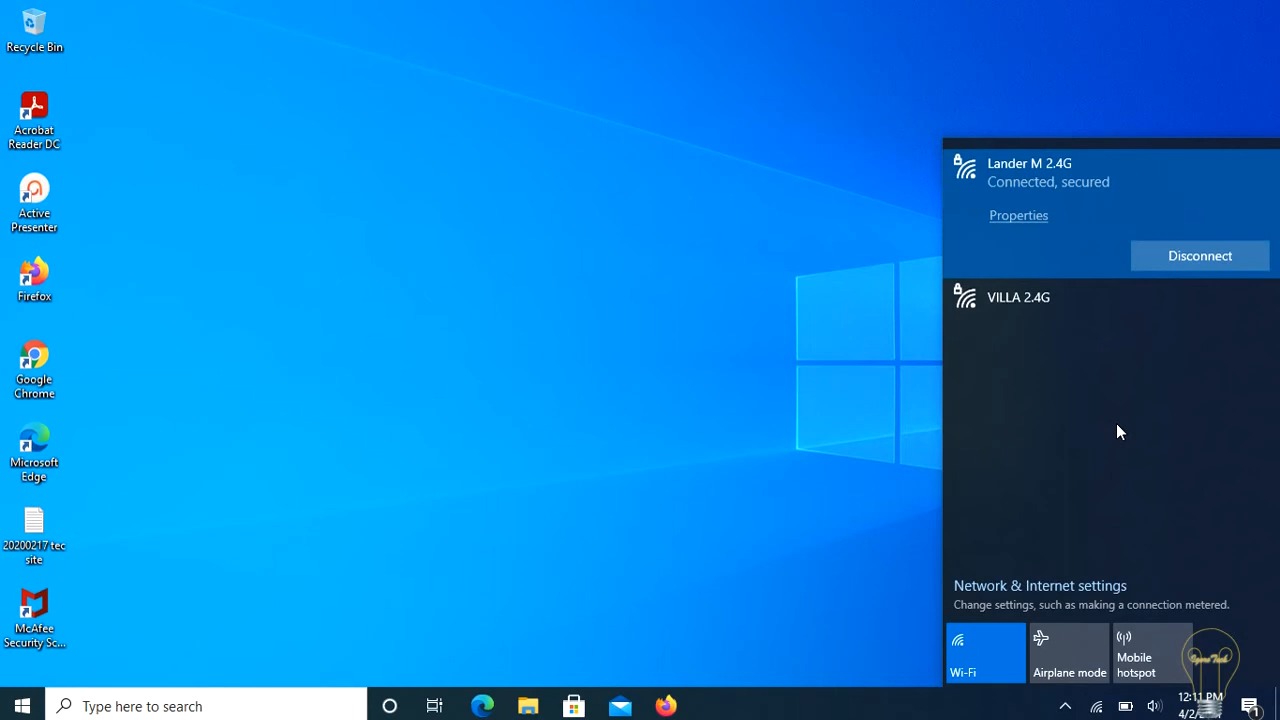 Recycle Bin
Acrobat
Reader DC
Active
Presenter
Firefox
Google
Chrome
Microsoft
Edge
20200217 tec
site
McAfee
Security Sc...
Lander M 2.4G
Connected, secured
Properties
Disconnect
VILLA 2.4G
Network & Internet settings
Change settings, such as making a connection metered.
Wi-Fi
Airplane mode
Mobile
hotspot
Type here to search
12:11 PM
1